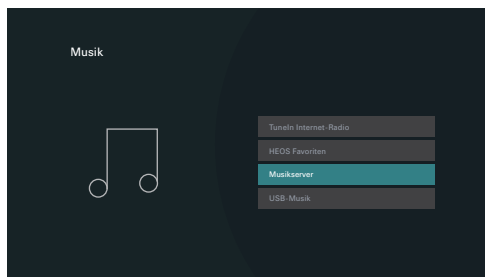 Musik
TuneIn Internet-Radio
HEOS Favoriten
Musikserver
USB-Musik